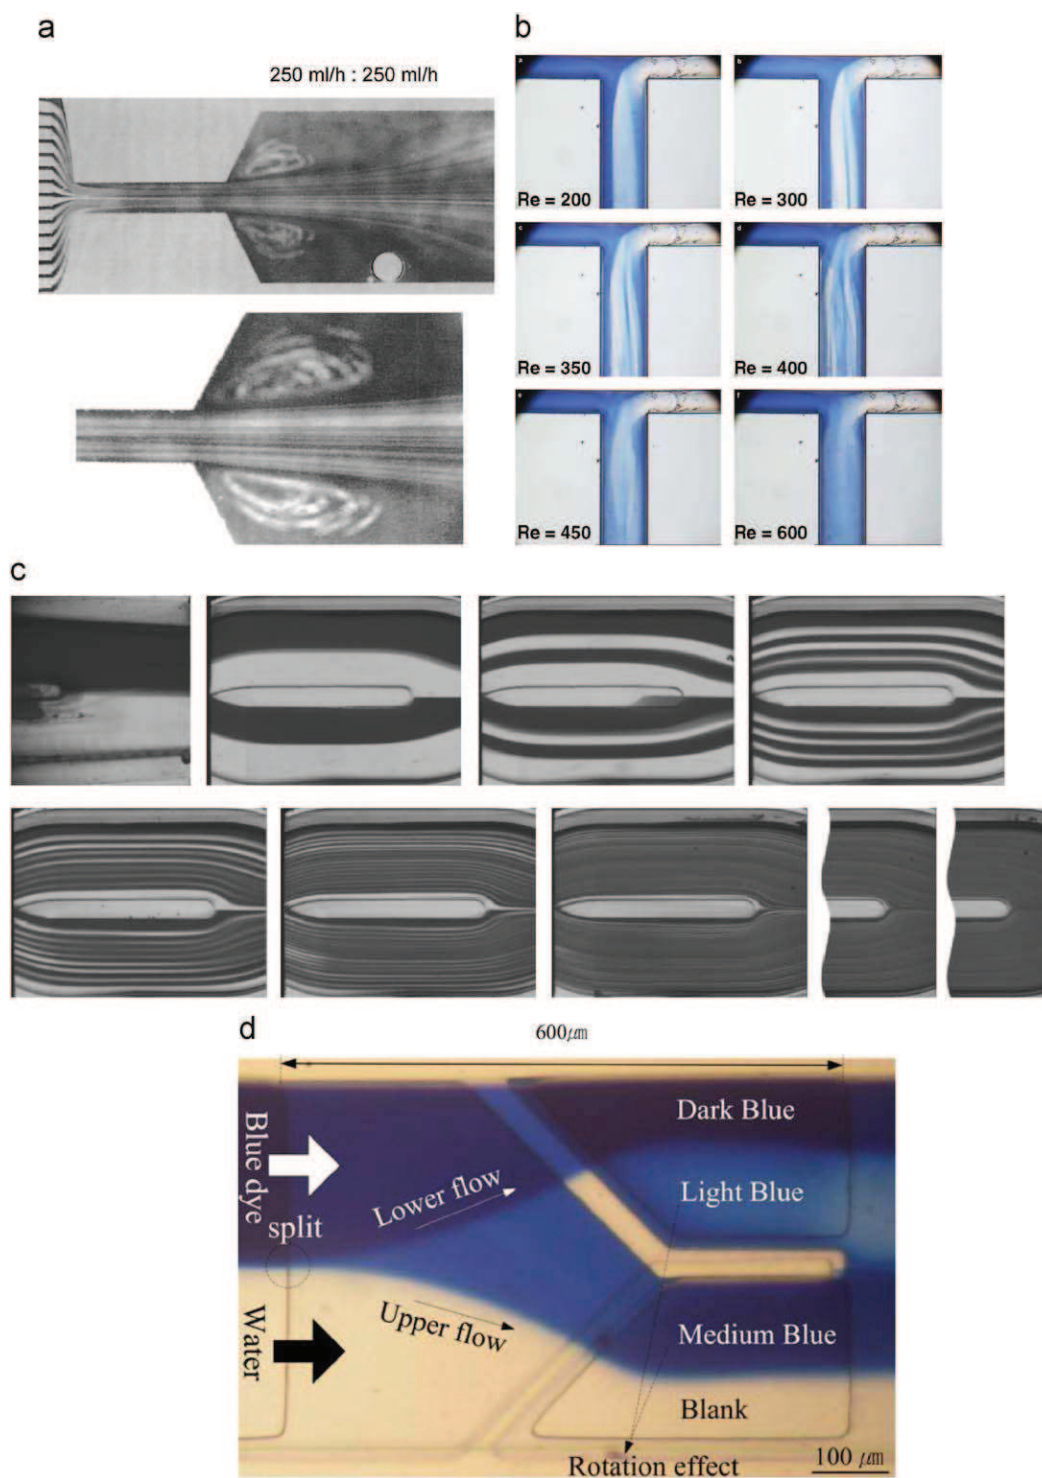 a
250 ml/h : 250 ml/h
b
a
b
Re = 200
Re = 300
c
d
Re = 350
Re = 400
e
f
Re = 450
Re = 600
c
d
600μm
Blue dye
Dark Blue
Lower flow
Light Blue
split
Water
Upper flow
Medium Blue
Blank
Rotation effect
100 μm